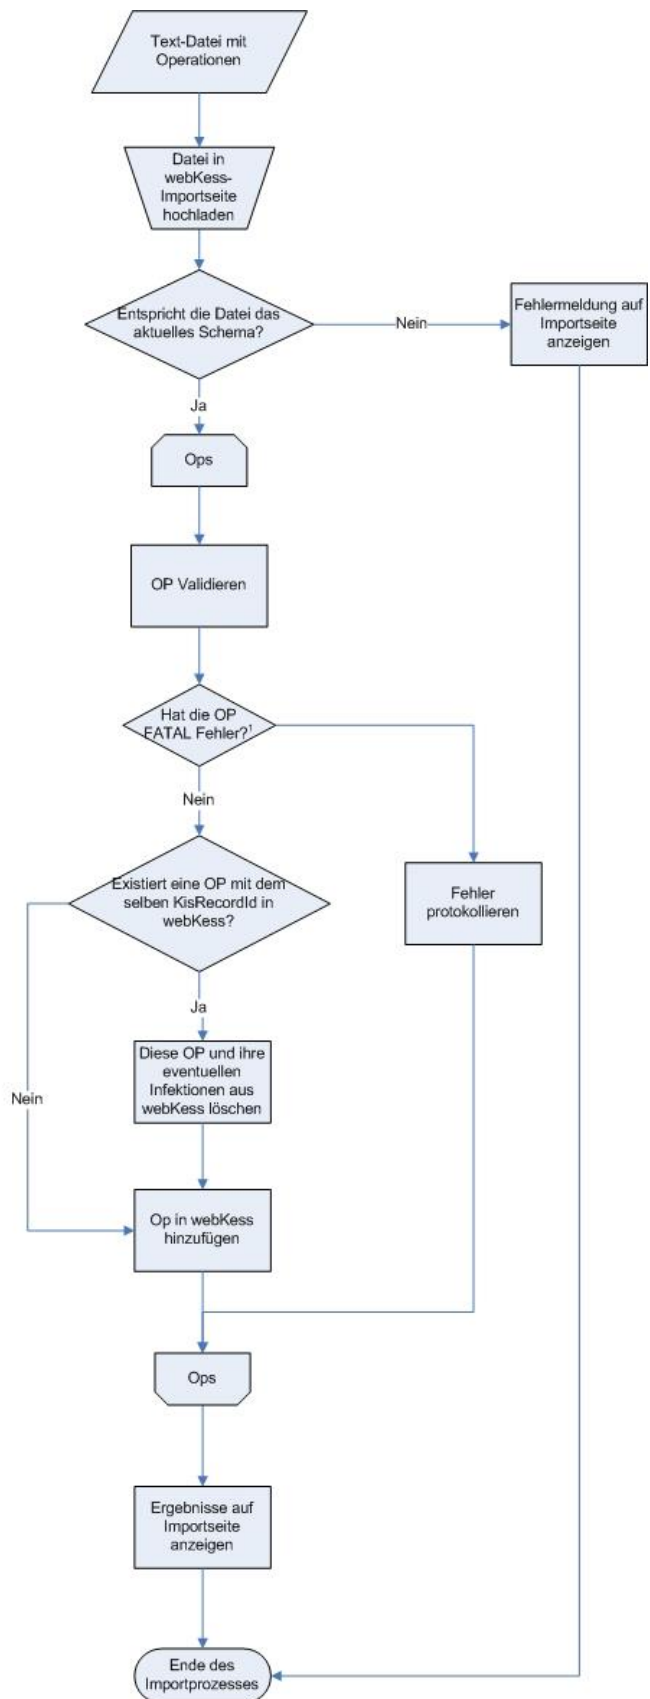 Text-Datei mit
Operationen
Datei in
webKess-
Importseite
hochladen
Entspricht die Datei das
aktuelles Schema?
Nein
Fehlermeldung auf
Importseite
anzeigen
Ja
Ops
OP Validieren
Hat die OP
FATAL Fehler?¹
Nein
Existiert eine OP mit dem
selben KisRecordId in
webKess?
Fehler
protokollieren
Ja
Diese OP und ihre
eventuellen
Infektionen aus
webKess löschen
Nein
Op in webKess
hinzufügen
Ops
Ergebnisse auf
Importseite
anzeigen
Ende des
Importprozesses